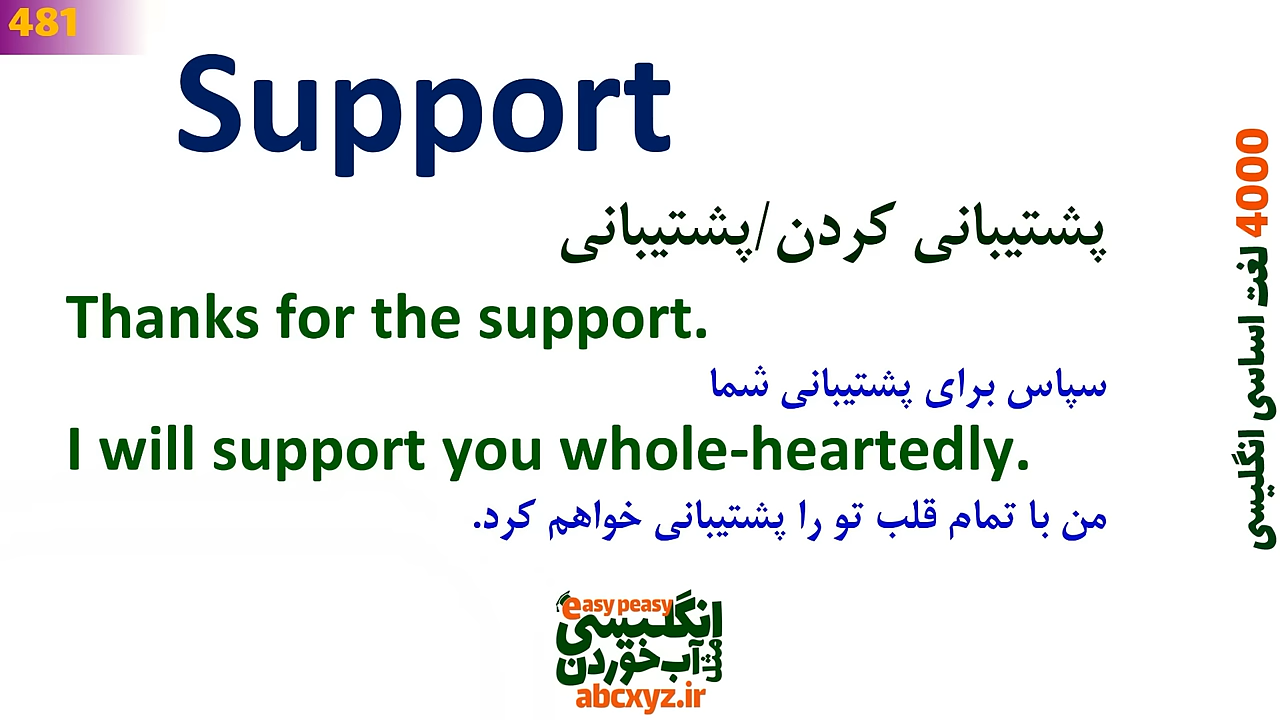 481
Support
پشتیبانی کردن/پشتیبانی
Thanks for the support.
سپاس برای پشتیبانی شما
I will support you whole-heartedly.
من با تمام قلب تو را پشتیبانی خواهم کرد.
4000 لغت اساسی انگلیسی
easy peasy
انگلیسی
مثل آب خوردن
abcxyz.ir